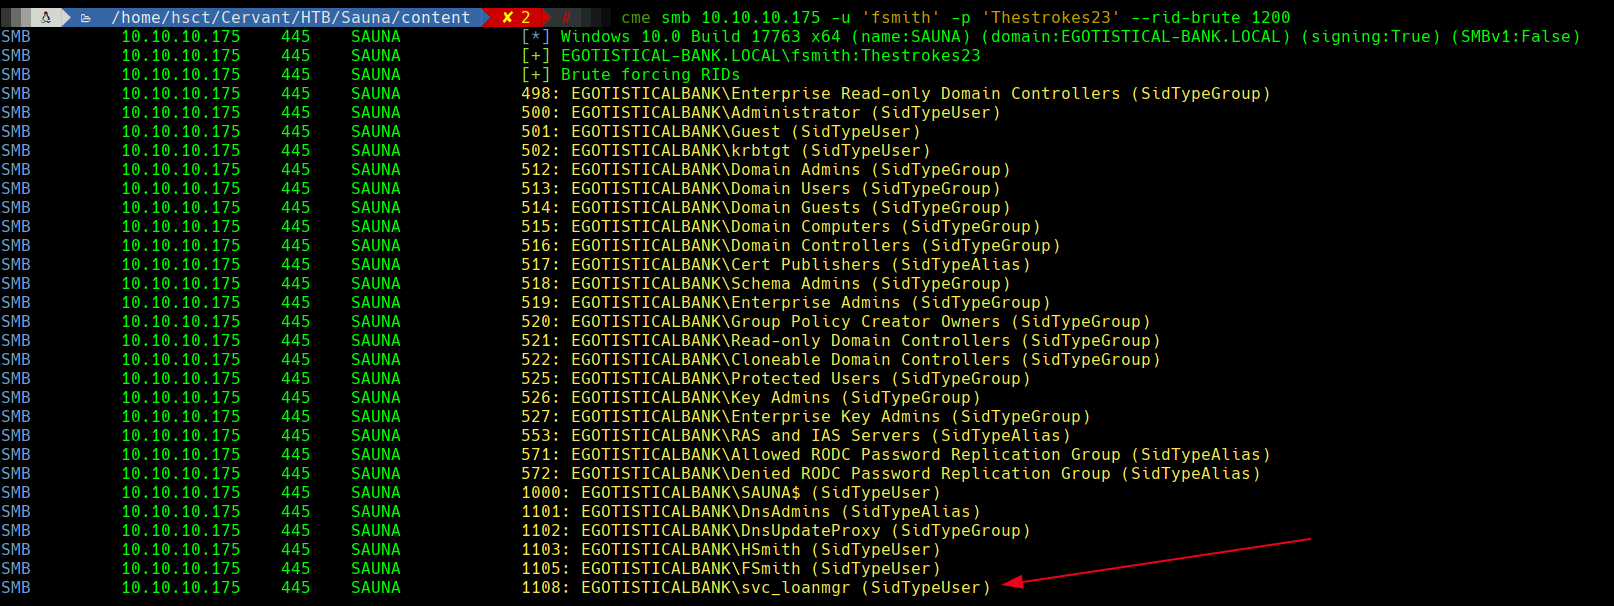 /home/hsct/Cervant/HTB/Sauna/content ✘ 2 # cme smb 10.10.10.175 -u 'fsmith' -p 'Thestrokes23' --rid-brute 1200
SMB 10.10.10.175 445 SAUNA [*] Windows 10.0 Build 17763 x64 (name:SAUNA) (domain:EGOTISTICAL-BANK.LOCAL) (signing:True) (SMBv1:False)
SMB 10.10.10.175 445 SAUNA [+] EGOTISTICAL-BANK.LOCAL\fsmith:Thestrokes23
SMB 10.10.10.175 445 SAUNA [+] Brute forcing RIDs
SMB 10.10.10.175 445 SAUNA 498: EGOTISTICALBANK\Enterprise Read-only Domain Controllers (SidTypeGroup)
SMB 10.10.10.175 445 SAUNA 500: EGOTISTICALBANK\Administrator (SidTypeUser)
SMB 10.10.10.175 445 SAUNA 501: EGOTISTICALBANK\Guest (SidTypeUser)
SMB 10.10.10.175 445 SAUNA 502: EGOTISTICALBANK\krbtgt (SidTypeUser)
SMB 10.10.10.175 445 SAUNA 512: EGOTISTICALBANK\Domain Admins (SidTypeGroup)
SMB 10.10.10.175 445 SAUNA 513: EGOTISTICALBANK\Domain Users (SidTypeGroup)
SMB 10.10.10.175 445 SAUNA 514: EGOTISTICALBANK\Domain Guests (SidTypeGroup)
SMB 10.10.10.175 445 SAUNA 515: EGOTISTICALBANK\Domain Computers (SidTypeGroup)
SMB 10.10.10.175 445 SAUNA 516: EGOTISTICALBANK\Domain Controllers (SidTypeGroup)
SMB 10.10.10.175 445 SAUNA 517: EGOTISTICALBANK\Cert Publishers (SidTypeAlias)
SMB 10.10.10.175 445 SAUNA 518: EGOTISTICALBANK\Schema Admins (SidTypeGroup)
SMB 10.10.10.175 445 SAUNA 519: EGOTISTICALBANK\Enterprise Admins (SidTypeGroup)
SMB 10.10.10.175 445 SAUNA 520: EGOTISTICALBANK\Group Policy Creator Owners (SidTypeGroup)
SMB 10.10.10.175 445 SAUNA 521: EGOTISTICALBANK\Read-only Domain Controllers (SidTypeGroup)
SMB 10.10.10.175 445 SAUNA 522: EGOTISTICALBANK\Cloneable Domain Controllers (SidTypeGroup)
SMB 10.10.10.175 445 SAUNA 525: EGOTISTICALBANK\Protected Users (SidTypeGroup)
SMB 10.10.10.175 445 SAUNA 526: EGOTISTICALBANK\Key Admins (SidTypeGroup)
SMB 10.10.10.175 445 SAUNA 527: EGOTISTICALBANK\Enterprise Key Admins (SidTypeGroup)
SMB 10.10.10.175 445 SAUNA 553: EGOTISTICALBANK\RAS and IAS Servers (SidTypeAlias)
SMB 10.10.10.175 445 SAUNA 571: EGOTISTICALBANK\Allowed RODC Password Replication Group (SidTypeAlias)
SMB 10.10.10.175 445 SAUNA 572: EGOTISTICALBANK\Denied RODC Password Replication Group (SidTypeAlias)
SMB 10.10.10.175 445 SAUNA 1000: EGOTISTICALBANK\SAUNA$ (SidTypeUser)
SMB 10.10.10.175 445 SAUNA 1101: EGOTISTICALBANK\DnsAdmins (SidTypeAlias)
SMB 10.10.10.175 445 SAUNA 1102: EGOTISTICALBANK\DnsUpdateProxy (SidTypeGroup)
SMB 10.10.10.175 445 SAUNA 1103: EGOTISTICALBANK\HSmith (SidTypeUser)
SMB 10.10.10.175 445 SAUNA 1105: EGOTISTICALBANK\FSmith (SidTypeUser)
SMB 10.10.10.175 445 SAUNA 1108: EGOTISTICALBANK\svc_loanmgr (SidTypeUser)